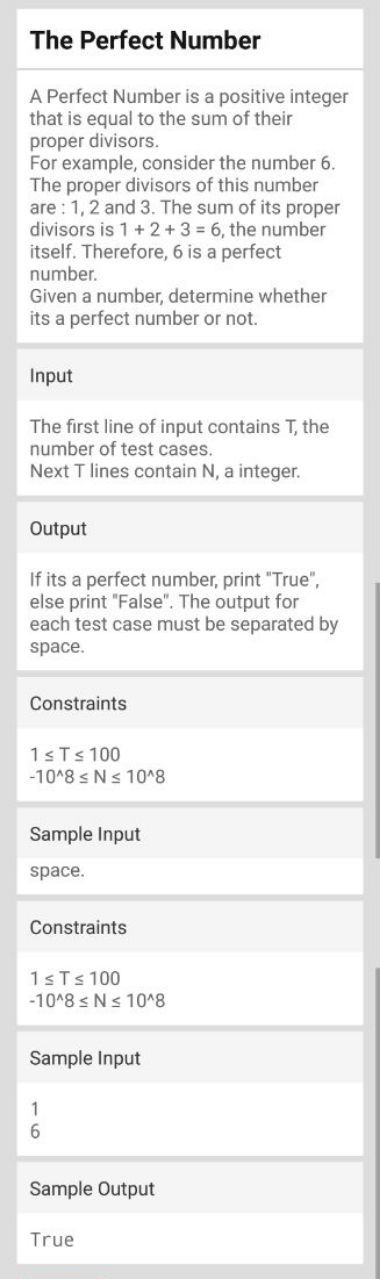 The Perfect Number
A Perfect Number is a positive integer
that is equal to the sum of their
proper divisors.
For example, consider the number 6.
The proper divisors of this number
are : 1, 2 and 3. The sum of its proper
divisors is 1 + 2 + 3 = 6, the number
itself. Therefore, 6 is a perfect
number.
Given a number, determine whether
its a perfect number or not.
Input
The first line of input contains T, the
number of test cases.
Next T lines contain N, a integer.
Output
If its a perfect number, print "True",
else print "False". The output for
each test case must be separated by
space.
Constraints
1 ≤ T ≤ 100
-10^8 ≤ N ≤ 10^8
Sample Input
space.
Constraints
1 ≤ T ≤ 100
-10^8 ≤ N ≤ 10^8
Sample Input
1
6
Sample Output
True